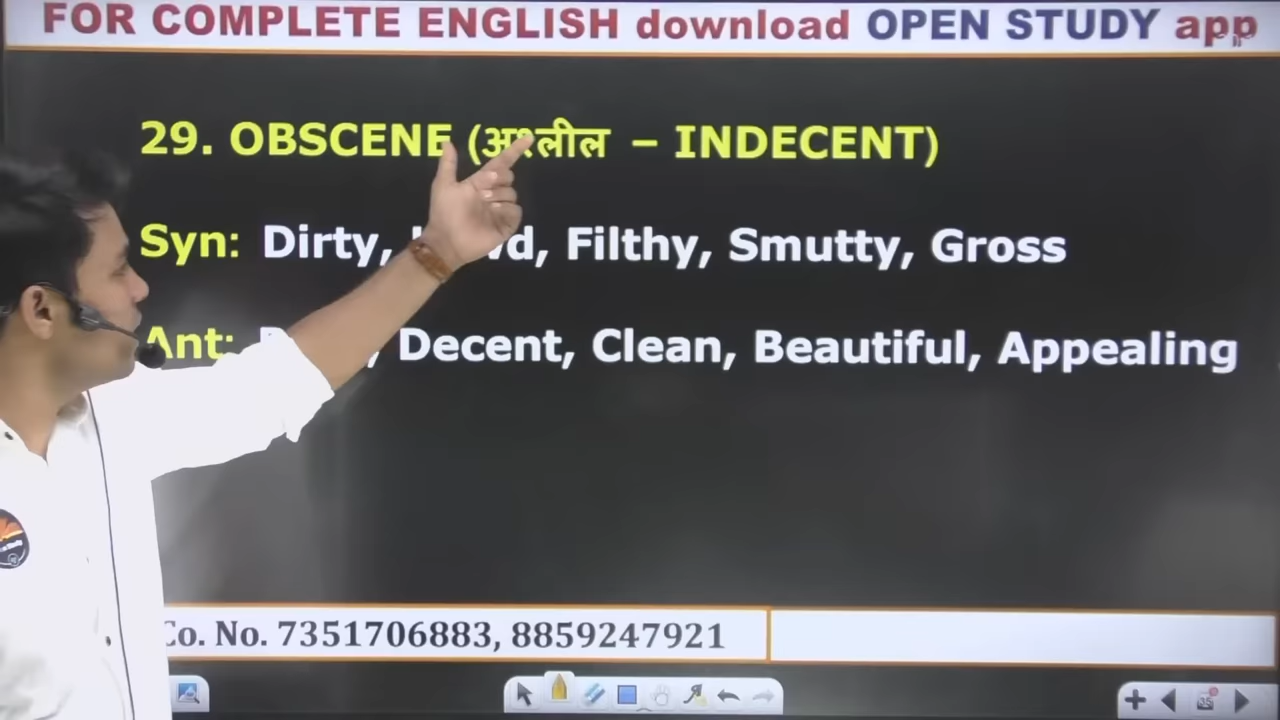 FOR COMPLETE ENGLISH download OPEN STUDY app
29. OBSCENE (अश्लील – INDECENT)
Syn: Dirty, Filthy, Smutty, Gross
Ant: Decent, Clean, Beautiful, Appealing
Co. No. 7351706883, 8859247921